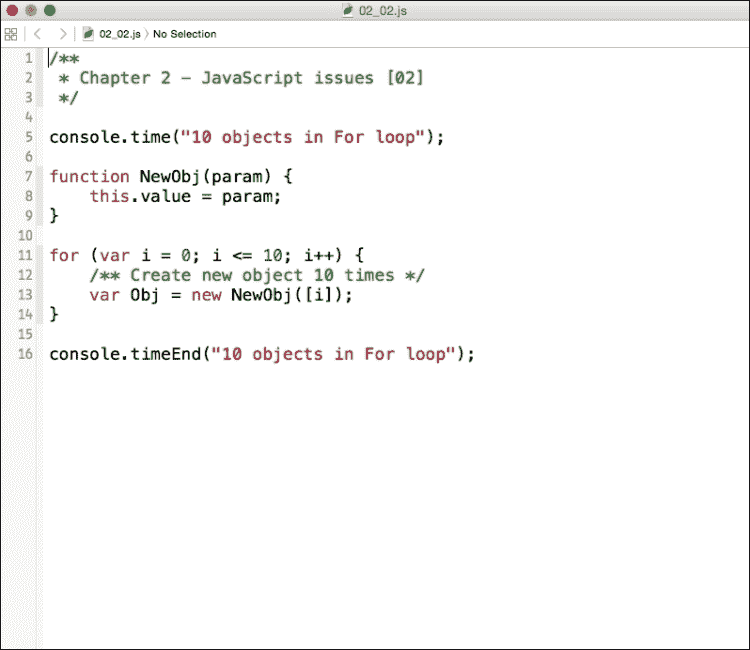 02_02.js
02_02.js 〉 No Selection
1 /**
2 * Chapter 2 – JavaScript issues [02]
3 */
4
5 console.time("10 objects in For loop");
6
7 function NewObj(param) {
8 this.value = param;
9 }
10
11 for (var i = 0; i <= 10; i++) {
12 /** Create new object 10 times */
13 var Obj = new NewObj([i]);
14 }
15
16 console.timeEnd("10 objects in For loop");